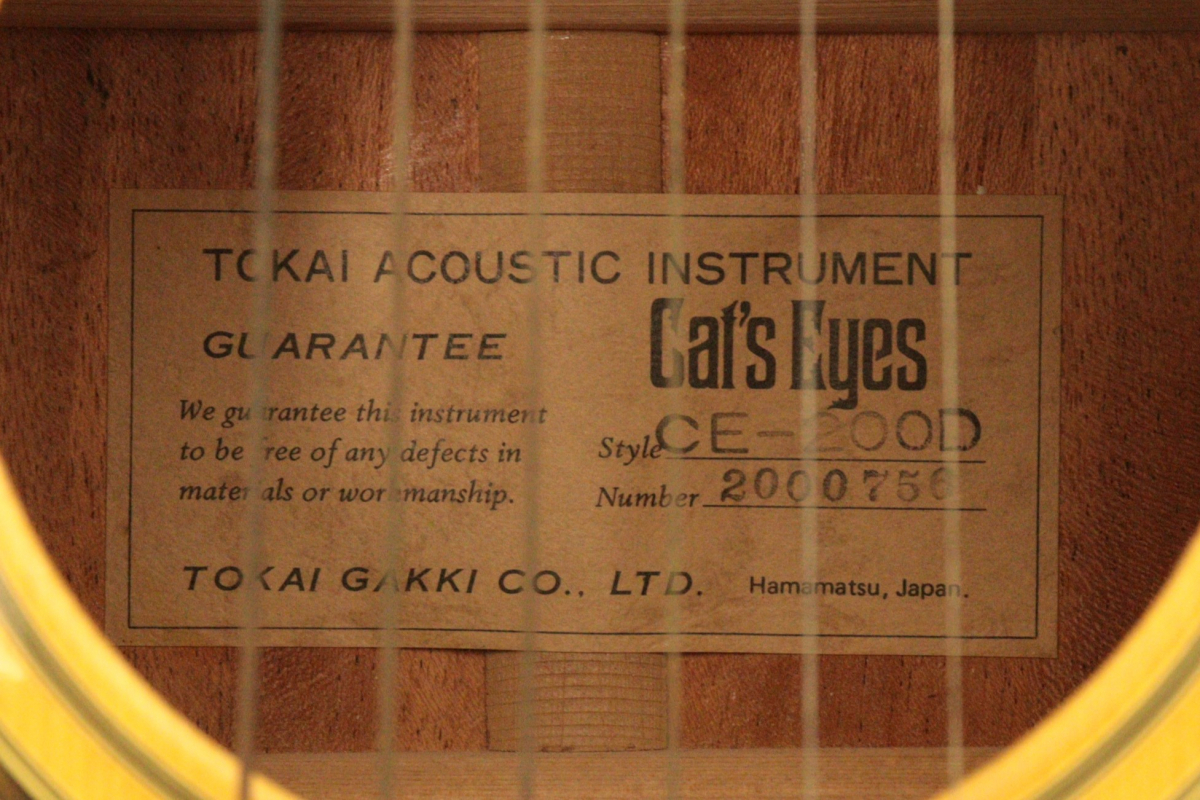 TOKAI ACOUSTIC INSTRUMENT
Cat's Eyes
GUARANTEE
We guarantee this instrument
to be free of any defects in
materials or workmanship.
Style CE-200D
Number 2000756
TOKAI GAKKI CO., LTD. Hamamatsu, Japan.